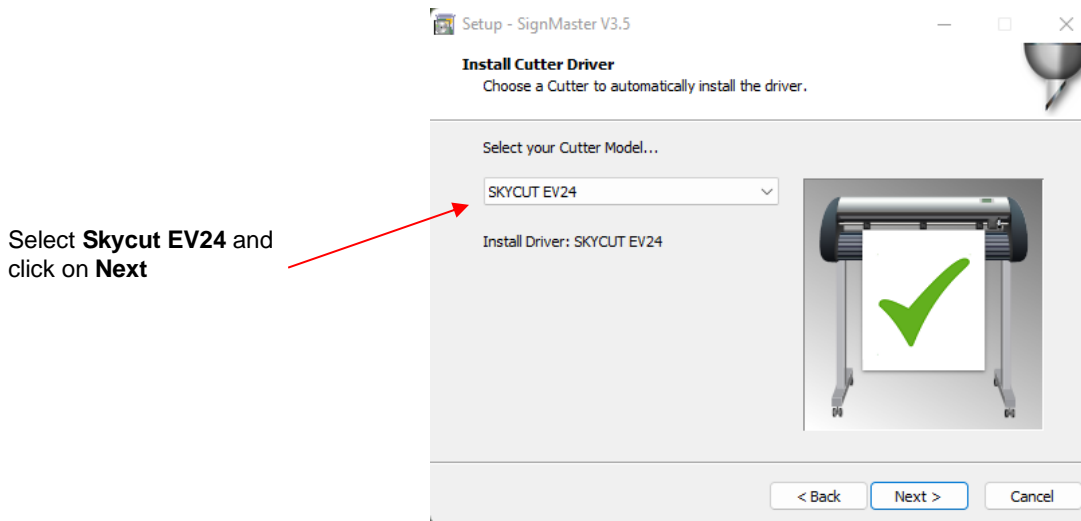 Setup - SignMaster V3.5
Install Cutter Driver
Choose a Cutter to automatically install the driver.
Select your Cutter Model...
SKYCUT EV24
Install Driver: SKYCUT EV24
Select Skycut EV24 and
click on Next
< Back Next > Cancel